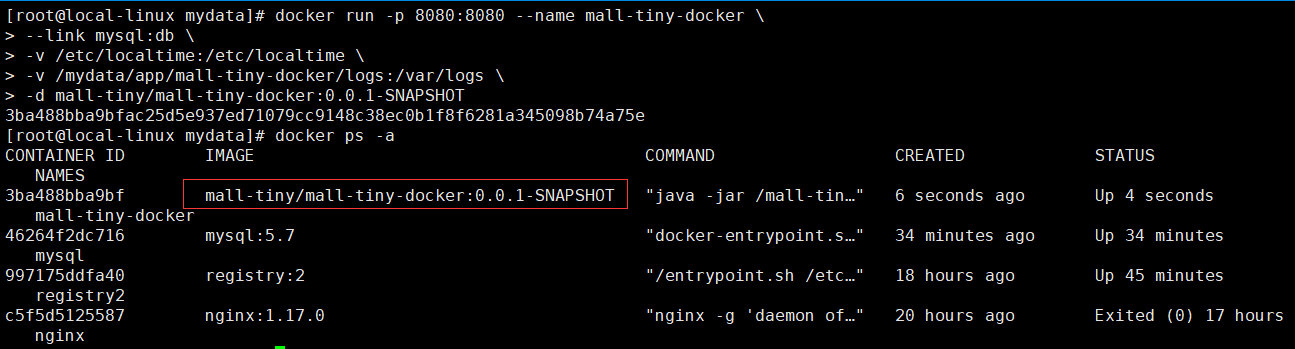 [root@local-linux mydata]# docker run -p 8080:8080 --name mall-tiny-docker \
> --link mysql:db \
> -v /etc/localtime:/etc/localtime \
> -v /mydata/app/mall-tiny-docker/logs:/var/logs \
> -d mall-tiny/mall-tiny-docker:0.0.1-SNAPSHOT
3ba488bba9bfac25d5e937ed71079cc9148c38ec0b1f8f6281a345098b74a75e
[root@local-linux mydata]# docker ps -a
CONTAINER ID        IMAGE                                       COMMAND                  CREATED             STATUS
   NAMES
3ba488bba9bf        mall-tiny/mall-tiny-docker:0.0.1-SNAPSHOT   "java -jar /mall-tin…"   6 seconds ago       Up 4 seconds
   mall-tiny-docker
46264f2dc716        mysql:5.7                                   "docker-entrypoint.s…"   34 minutes ago      Up 34 minutes
   mysql
997175ddfa40        registry:2                                  "/entrypoint.sh /etc…"   18 hours ago        Up 45 minutes
   registry2
c5f5d5125587        nginx:1.17.0                                "nginx -g 'daemon of…"   20 hours ago        Exited (0) 17 hours
   nginx